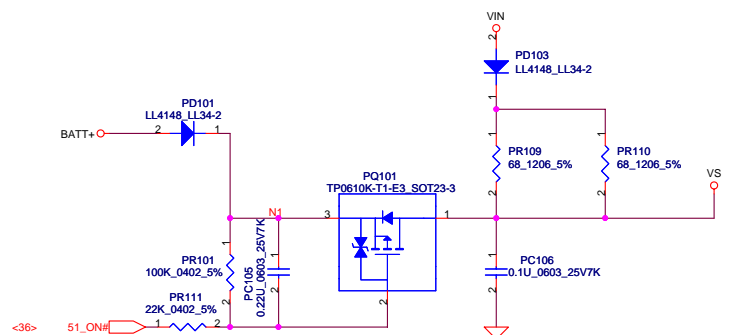 VIN
2
PD103
LL4148_LL34-2
1
PD101
LL4148_LL34-2
BATT+
2
1
1
1
PR109
68_1206_5%
PR110
68_1206_5%
2
2
VS
PQ101
TP0610K-T1-E3_SOT23-3
N1
3
1
2
1
PR101
100K_0402_5%
2
1
PC105
0.22U_0603_25V7K
2
1
PC106
0.1U_0603_25V7K
2
PR111
22K_0402_5%
<36>
51_ON#
1
2